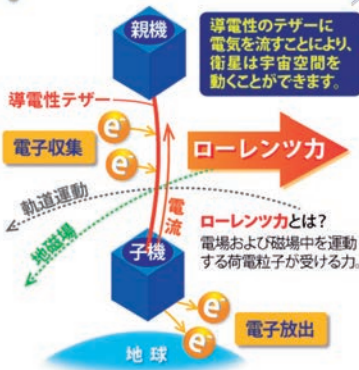 親機
導電性のテザーに
電気を流すことにより、
衛星は宇宙空間を
動くことができます。
導電性テザー
e⁻
電子収集
e⁻
ローレンツ力
軌道運動
電流
地磁場
ローレンツ力とは?
電場および磁場中を運動
する荷電粒子が受ける力。
子機
e⁻
e⁻
電子放出
地球